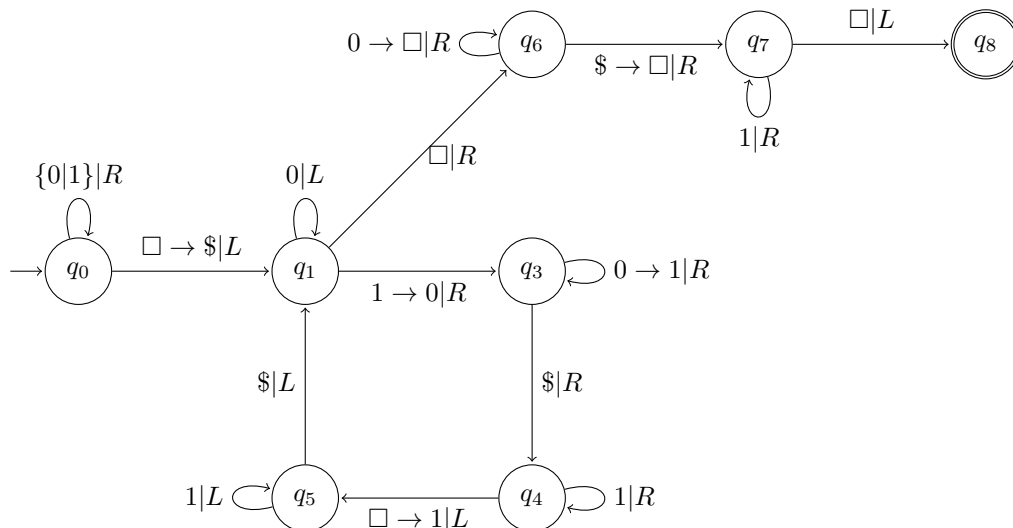 0 → □|R
q6
$ → □|R
q7
□|L
q8
1|R
□|R
{0|1}|R
0|L
q0
□ → $|L
q1
1 → 0|R
q3
0 → 1|R
$|L
$|R
1|L
q5
□ → 1|L
q4
1|R